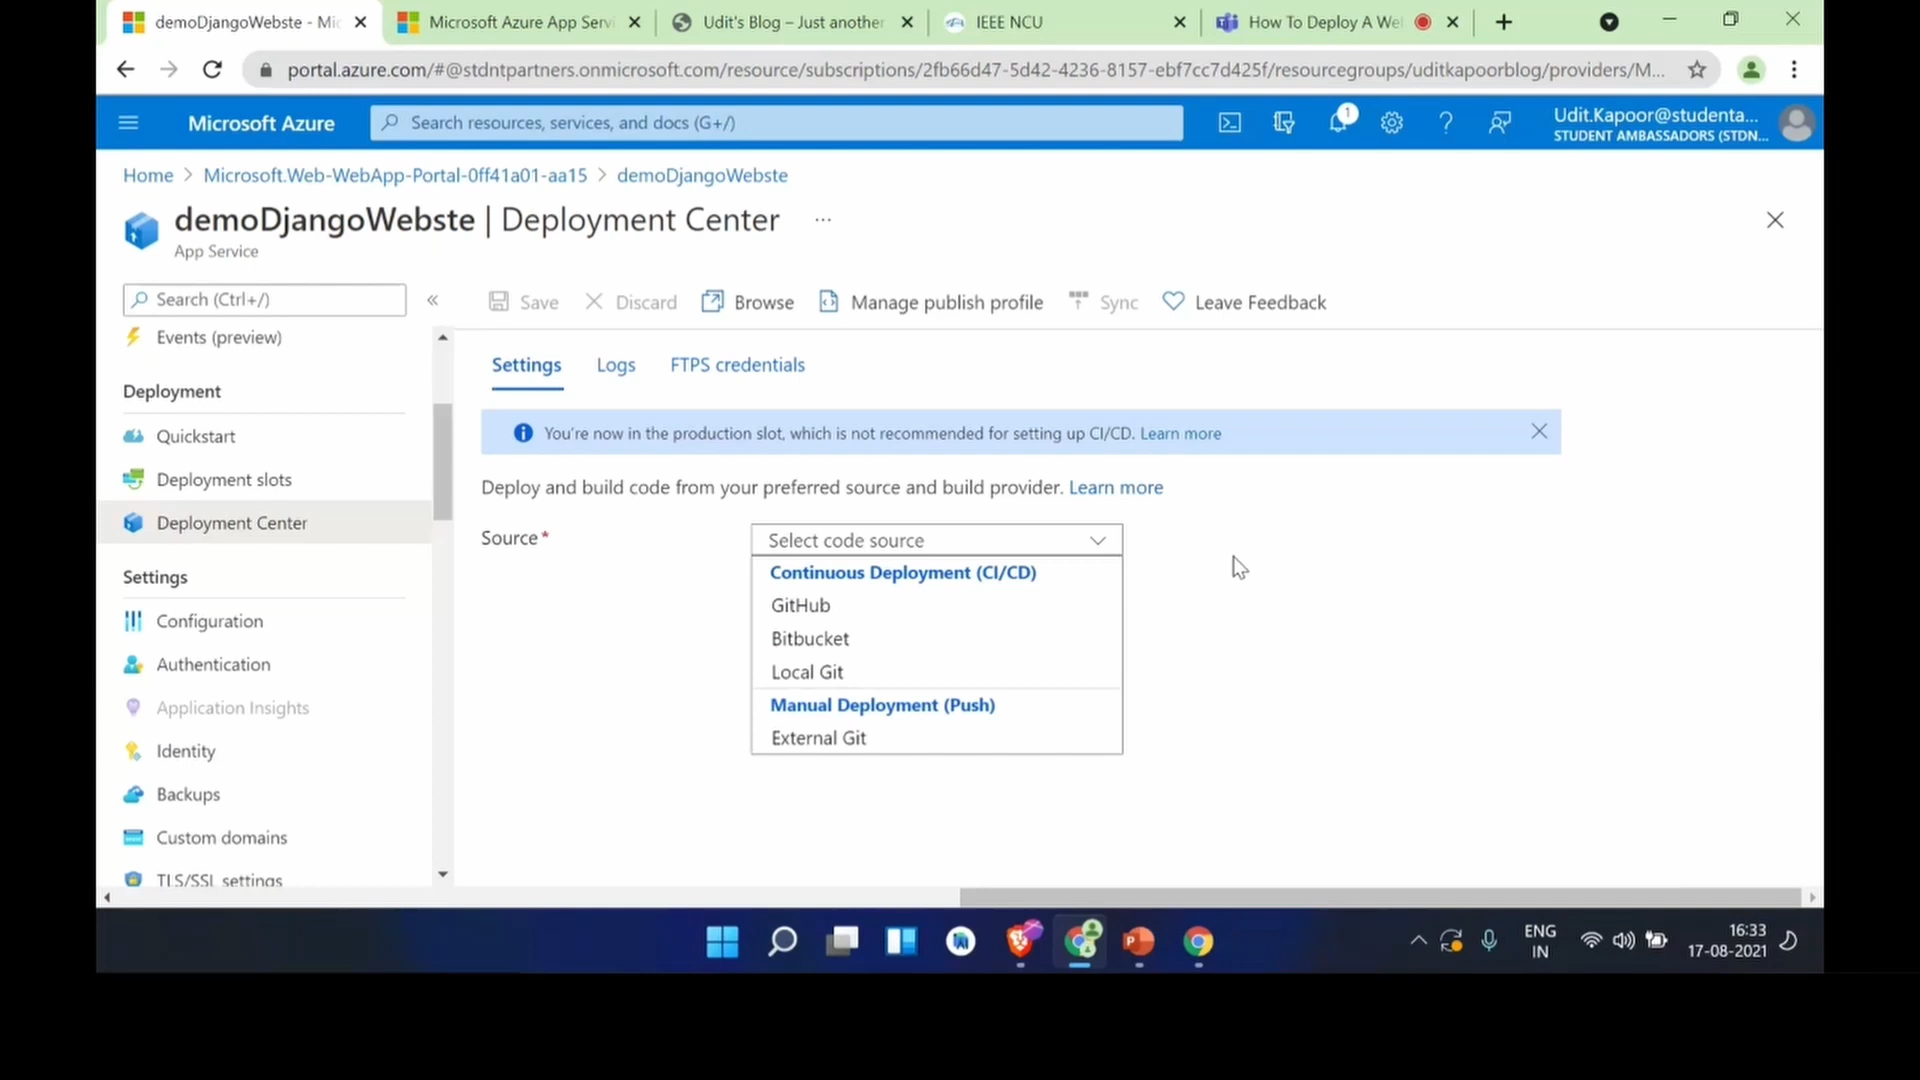 demoDjangoWebste - Mic
Microsoft Azure App Servi
Udit's Blog – Just another
IEEE NCU
How To Deploy A We
portal.azure.com/#@stdntpartners.onmicrosoft.com/resource/subscriptions/2fb66d47-5d42-4236-8157-ebf7cc7d425f/resourcegroups/uditkapoorblog/providers/M...
Microsoft Azure
Search resources, services, and docs (G+/)
1
Udit.Kapoor@studenta...
STUDENT AMBASSADORS (STDN...
Home > Microsoft.Web-WebApp-Portal-0ff41a01-aa15 > demoDjangoWebste
demoDjangoWebste | Deployment Center ...
App Service
Search (Ctrl+/) «
Save
Discard
Browse
Manage publish profile
Sync
Leave Feedback
Events (preview)
Deployment
Quickstart
Deployment slots
Deployment Center
Settings
Configuration
Authentication
Application Insights
Identity
Backups
Custom domains
TLS/SSL settings
Settings
Logs
FTPS credentials
You're now in the production slot, which is not recommended for setting up CI/CD. Learn more
Deploy and build code from your preferred source and build provider. Learn more
Source*
Select code source
Continuous Deployment (CI/CD)
GitHub
Bitbucket
Local Git
Manual Deployment (Push)
External Git
ENG
IN
16:33
17-08-2021